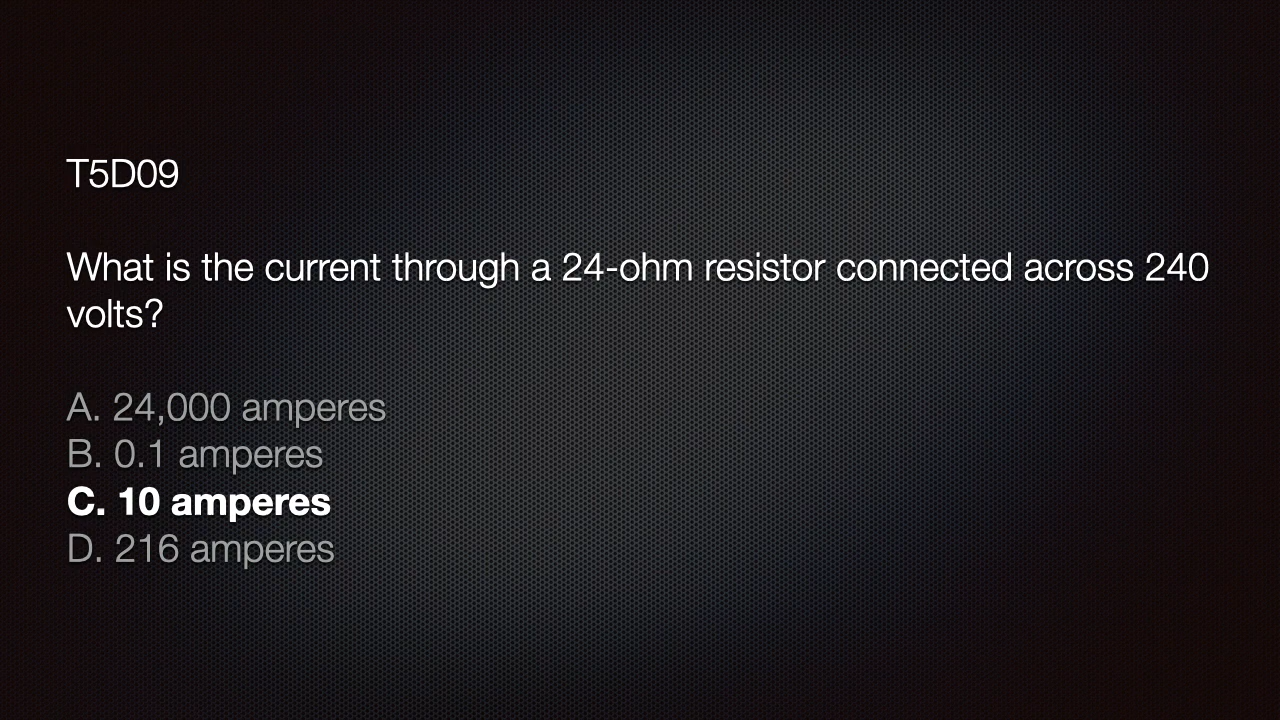 T5D09
What is the current through a 24-ohm resistor connected across 240
volts?
A. 24,000 amperes
B. 0.1 amperes
C. 10 amperes
D. 216 amperes